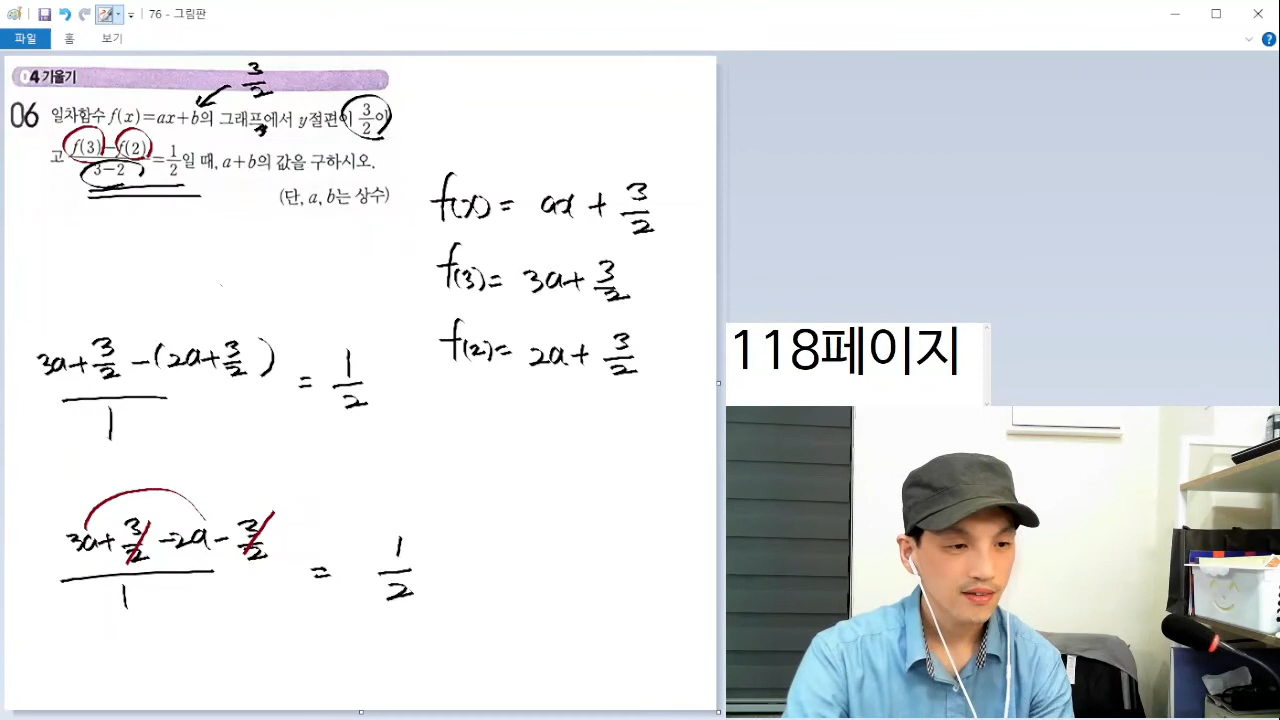 76 - 그림판
파일 홈 보기
04 기울기
3/2
06 일차함수 f(x)=ax+b의 그래프에서 y절편이 3/2이
고 (f(3)-f(2))/(3-2)=1/2일 때, a+b의 값을 구하시오.
(단, a, b는 상수)
f(x)= ax+3/2
f(3)= 3a+3/2
f(2)= 2a+3/2
(3a+3/2-(2a+3/2))/1 = 1/2
(3a+3/2-2a-3/2)/1 = 1/2
118페이지